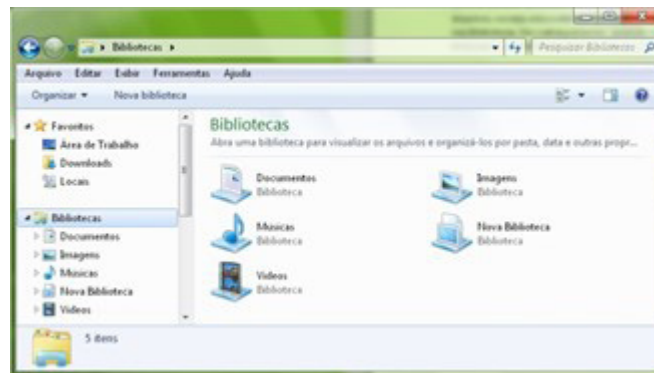 Bibliotecas
Pesquisar Bibliotecas
Arquivo Editar Exibir Ferramentas Ajuda
Organizar Nova biblioteca
Favoritos
Área de Trabalho
Downloads
Locais
Bibliotecas
Documentos
Imagens
Músicas
Nova Biblioteca
Vídeos
Bibliotecas
Abra uma biblioteca para visualizar os arquivos e organizá-los por pasta, data e outras propr...
Documentos
Biblioteca
Imagens
Biblioteca
Músicas
Biblioteca
Nova Biblioteca
Biblioteca
Vídeos
Biblioteca
5 itens